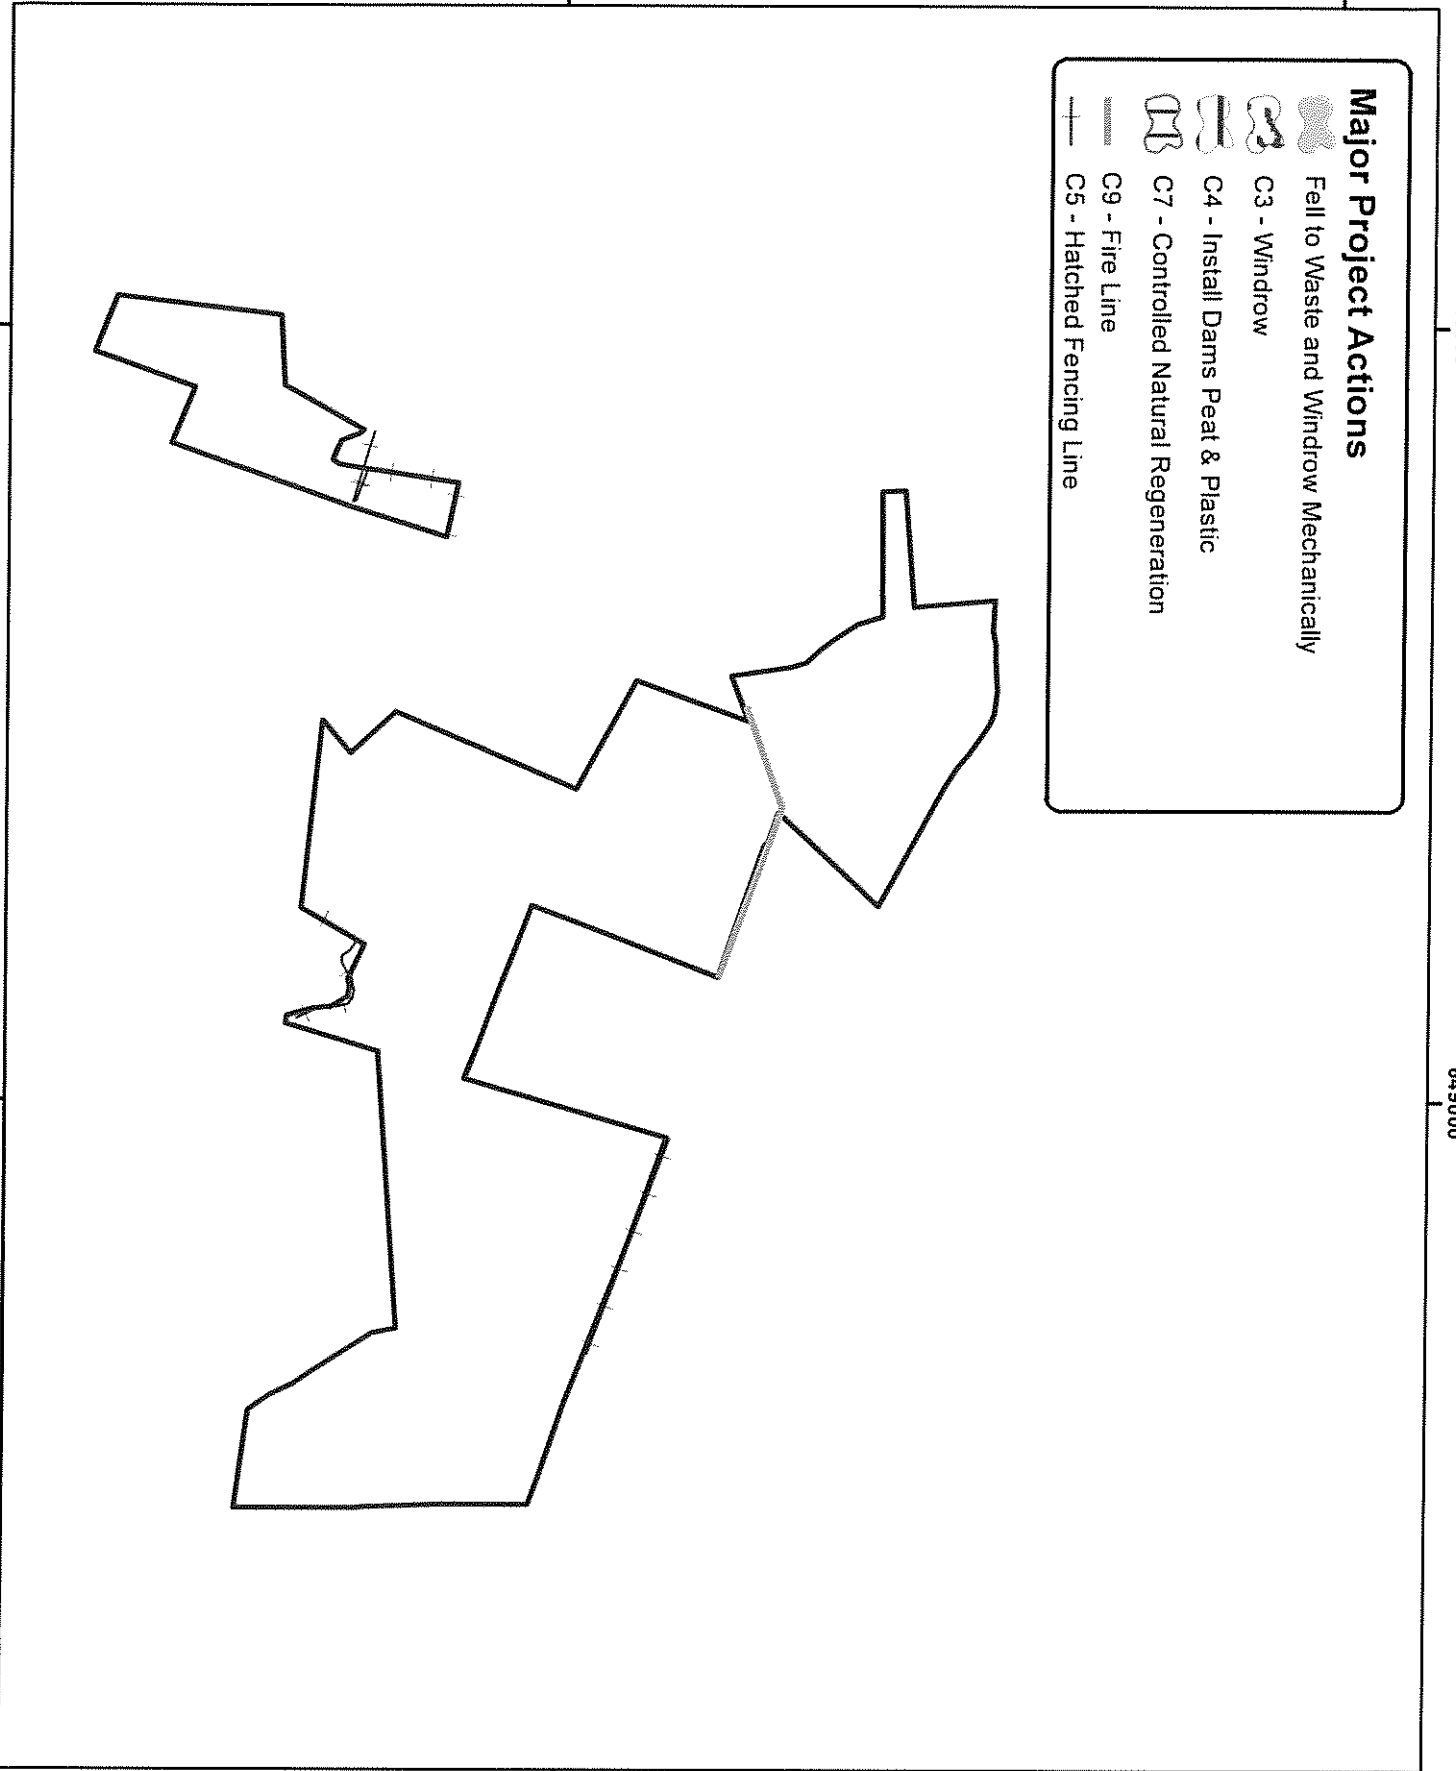 Major Project Actions
Fell to Waste and Windrow Mechanically
C3 - Windrow
C4 - Install Dams Peat & Plastic
C7 - Controlled Natural Regeneration
C9 - Fire Line
C5 - Hatched Fencing Line